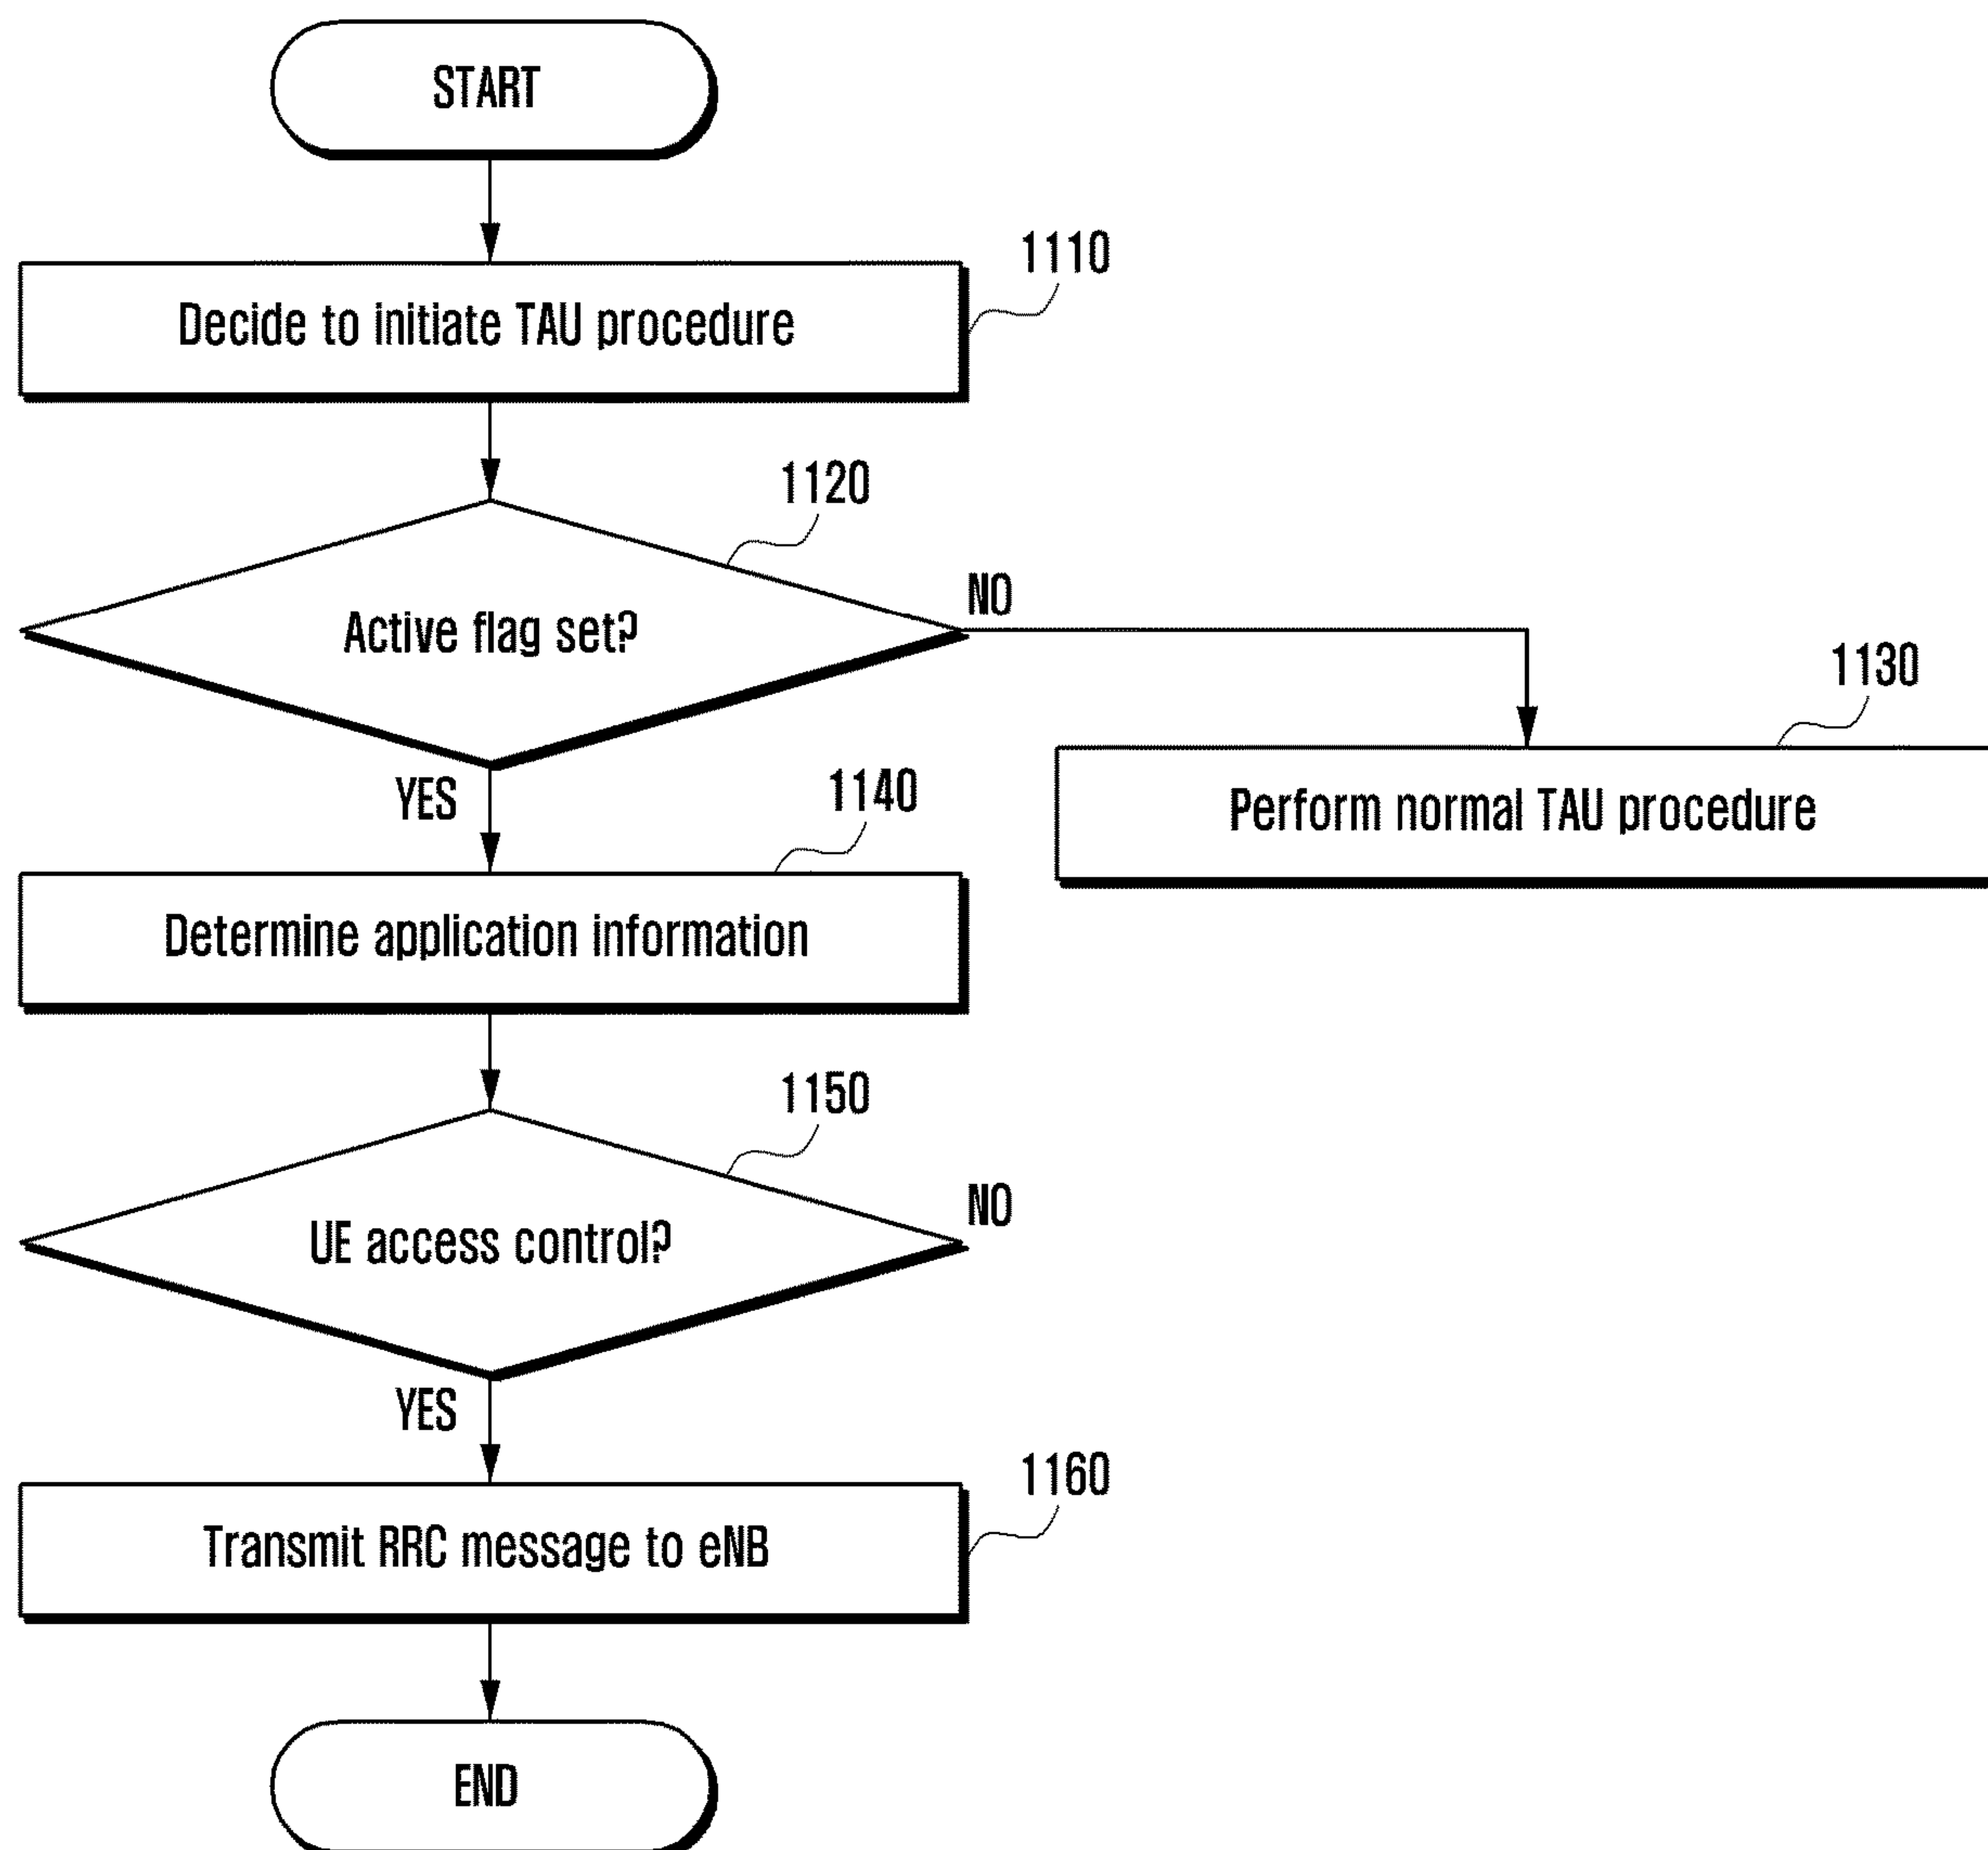 START
1110
Decide to initiate TAU procedure
1120
Active flag set?
NO
1130
Perform normal TAU procedure
YES
1140
Determine application information
1150
UE access control?
NO
YES
1160
Transmit RRC message to eNB
END